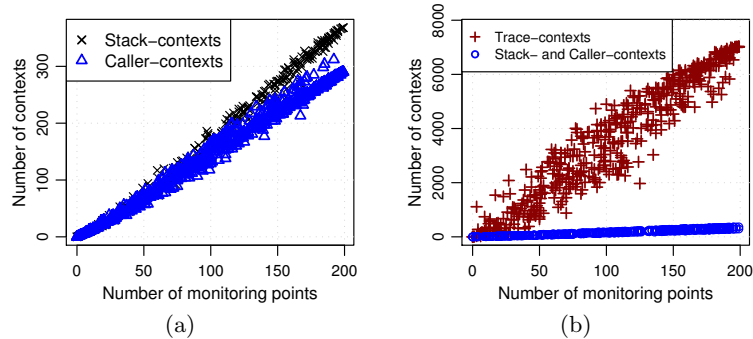 Stack−contexts
Caller−contexts
Number of contexts
0
100
200
300
0
50
100
150
200
Number of monitoring points
(a)
Trace−contexts
Stack− and Caller−contexts
Number of contexts
0
2000
4000
6000
8000
0
50
100
150
200
Number of monitoring points
(b)